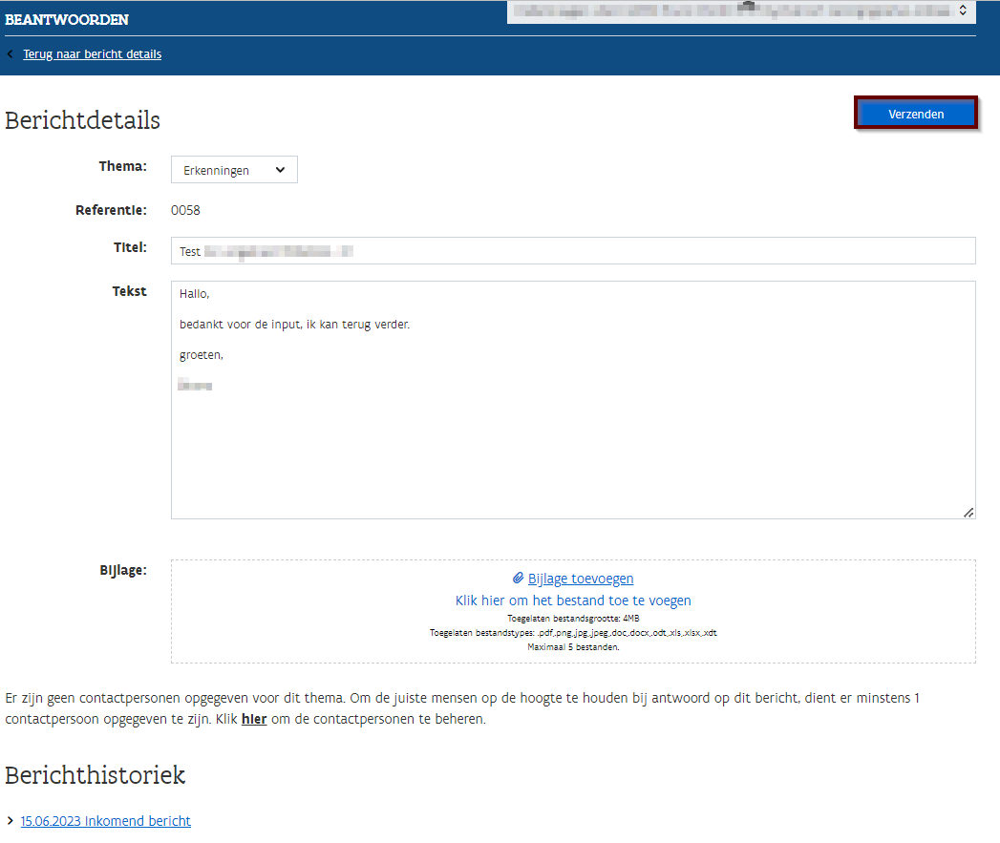 BEANTWOORDEN
Terug naar bericht details
Berichtdetails
Verzenden
Thema:
Erkenningen
Referentie:
0058
Titel:
Test
Tekst
Hallo,
bedankt voor de input, ik kan terug verder.
groeten,
Bijlage:
Bijlage toevoegen
Klik hier om het bestand toe te voegen
Toegelaten bestandsgrootte: 4MB
Toegelaten bestandstypes: .pdf,.png,.jpg,.jpeg,.doc,.docx,.odt,.xls,.xlsx,.xdt
Maximaal 5 bestanden.
Er zijn geen contactpersonen opgegeven voor dit thema. Om de juiste mensen op de hoogte te houden bij antwoord op dit bericht, dient er minstens 1
contactpersoon opgegeven te zijn. Klik hier om de contactpersonen te beheren.
Berichthistoriek
15.06.2023 Inkomend bericht